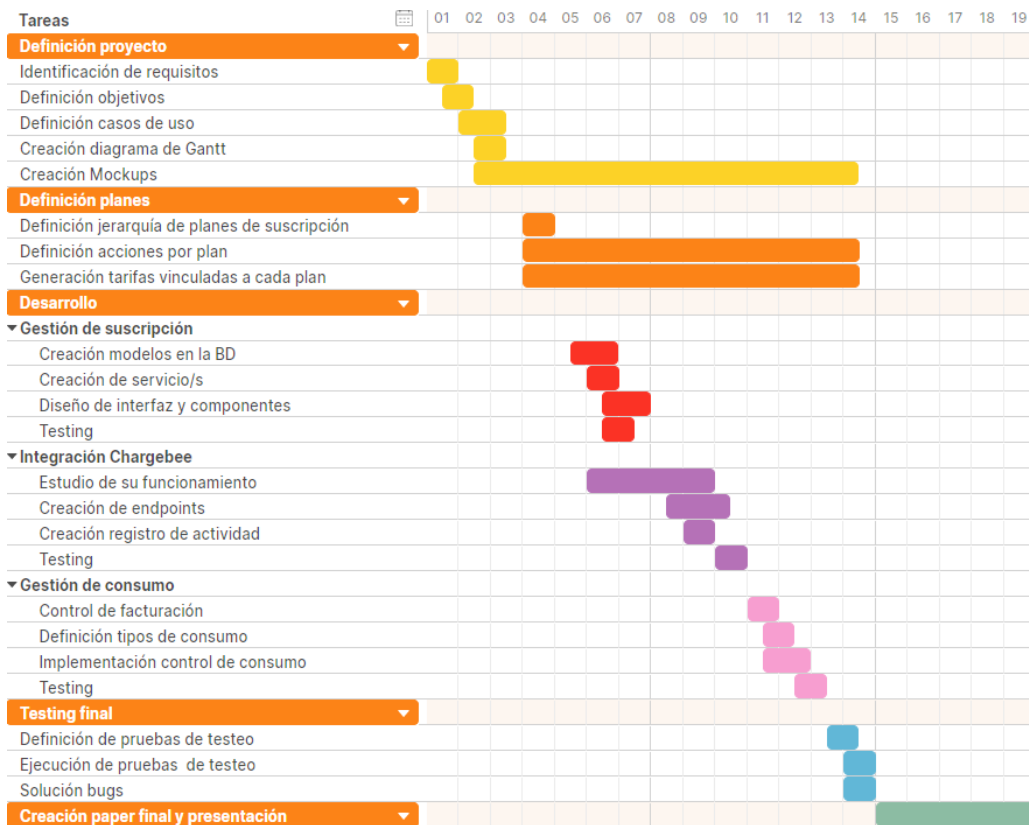 Tareas 01 02 03 04 05 06 07 08 09 10 11 12 13 14 15 16 17 18 19
Definición proyecto
Identificación de requisitos
Definición objetivos
Definición casos de uso
Creación diagrama de Gantt
Creación Mockups
Definición planes
Definición jerarquía de planes de suscripción
Definición acciones por plan
Generación tarifas vinculadas a cada plan
Desarrollo
Gestión de suscripción
Creación modelos en la BD
Creación de servicio/s
Diseño de interfaz y componentes
Testing
Integración Chargebee
Estudio de su funcionamiento
Creación de endpoints
Creación registro de actividad
Testing
Gestión de consumo
Control de facturación
Definición tipos de consumo
Implementación control de consumo
Testing
Testing final
Definición de pruebas de testeo
Ejecución de pruebas de testeo
Solución bugs
Creación paper final y presentación